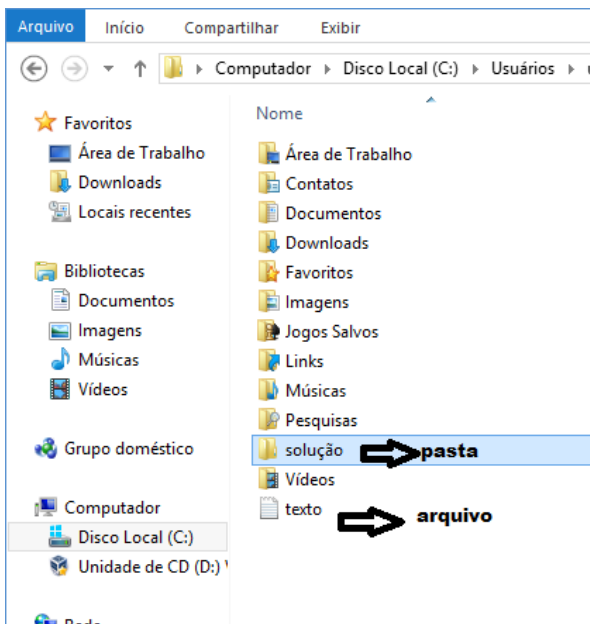 Arquivo Início Compartilhar Exibir
Computador Disco Local (C:) Usuários
Nome
Favoritos
Área de Trabalho
Downloads
Locais recentes
Bibliotecas
Documentos
Imagens
Músicas
Vídeos
Grupo doméstico
Computador
Disco Local (C:)
Unidade de CD (D:)
Área de Trabalho
Contatos
Documentos
Downloads
Favoritos
Imagens
Jogos Salvos
Links
Músicas
Pesquisas
solução pasta
Vídeos
texto arquivo